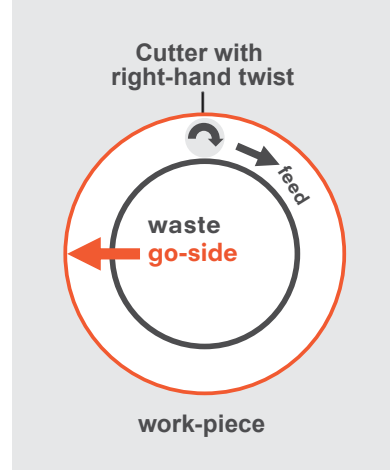 Cutter with
right-hand twist
feed
waste
go-side
work-piece